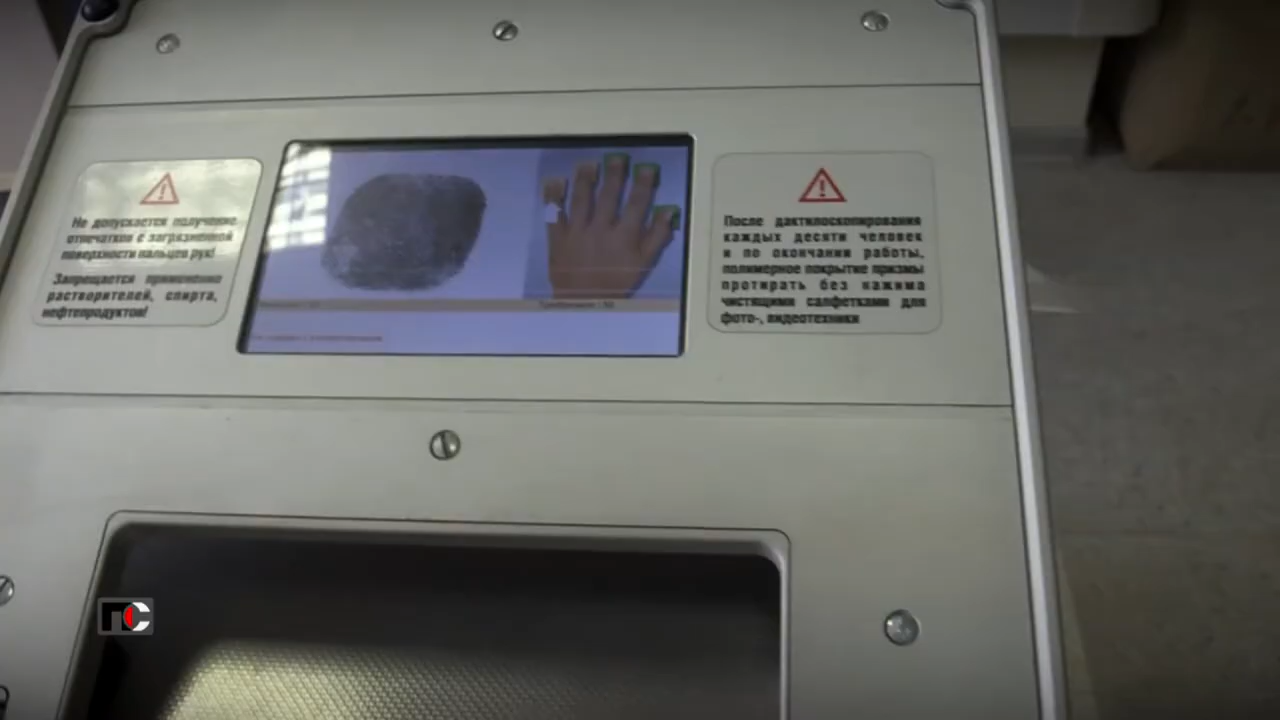 Не допускается получение
отпечатков с загрязненной
поверхности пальцев рук!
Запрещается применение
растворителей, спирта,
нефтепродуктов!
После дактилоскопирования
каждых десяти человек
и по окончании работы,
полимерное покрытие призмы
протирать без нажима
чистящими салфетками для
фото-, видеотехники
ПС